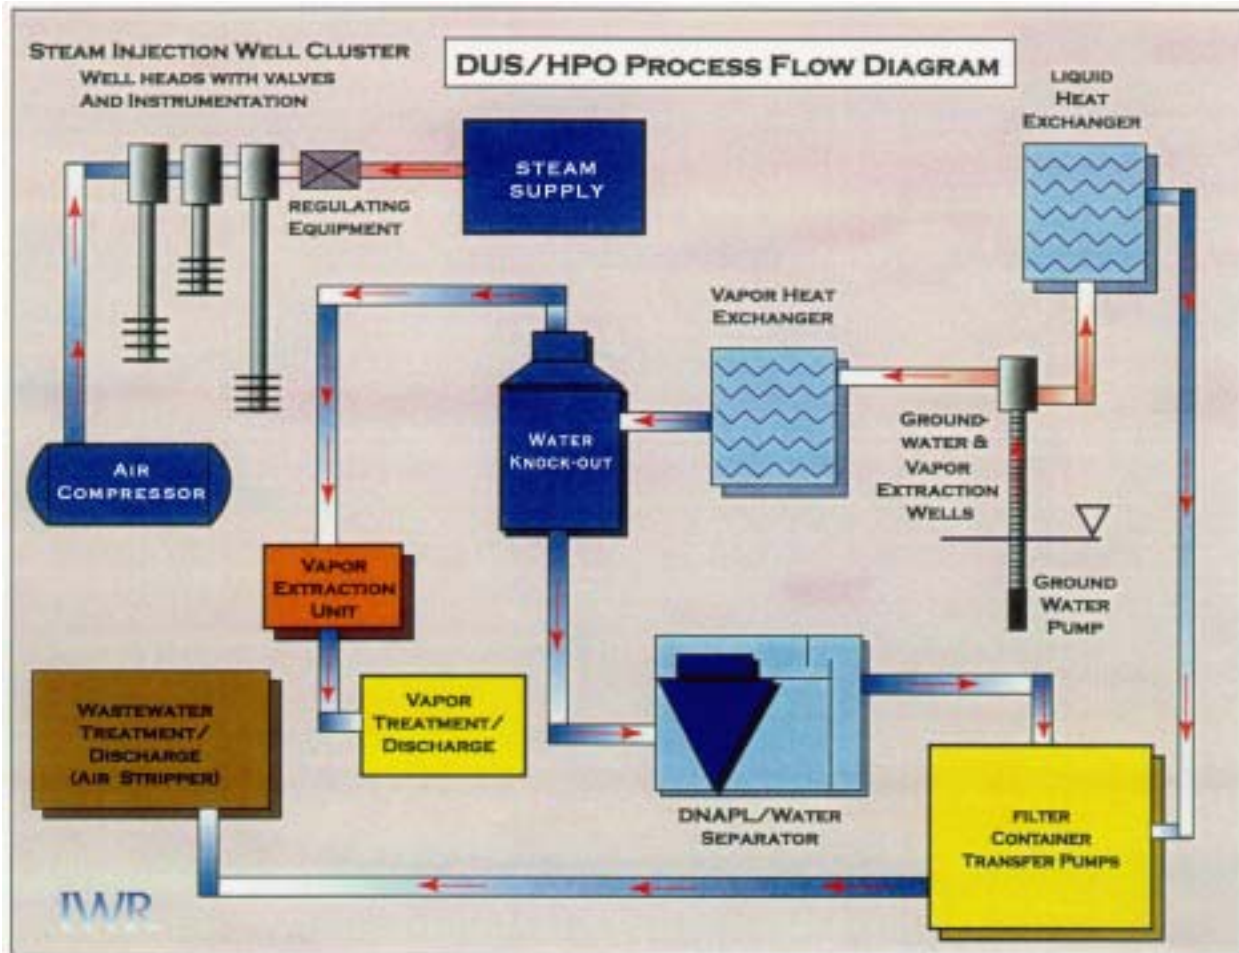 STEAM INJECTION WELL CLUSTER
WELL HEADS WITH VALVES
AND INSTRUMENTATION
DUS/HPO PROCESS FLOW DIAGRAM
LIQUID
HEAT
EXCHANGER
STEAM
SUPPLY
REGULATING
EQUIPMENT
VAPOR HEAT
EXCHANGER
WATER
KNOCK-OUT
GROUND-
WATER &
VAPOR
EXTRACTION
WELLS
AIR
COMPRESSOR
GROUND
WATER
PUMP
VAPOR
EXTRACTION
UNIT
WASTEWATER
TREATMENT/
DISCHARGE
(AIR STRIPPER)
VAPOR
TREATMENT/
DISCHARGE
DNAPL/WATER
SEPARATOR
FILTER
CONTAINER
TRANSFER PUMPS
IWR